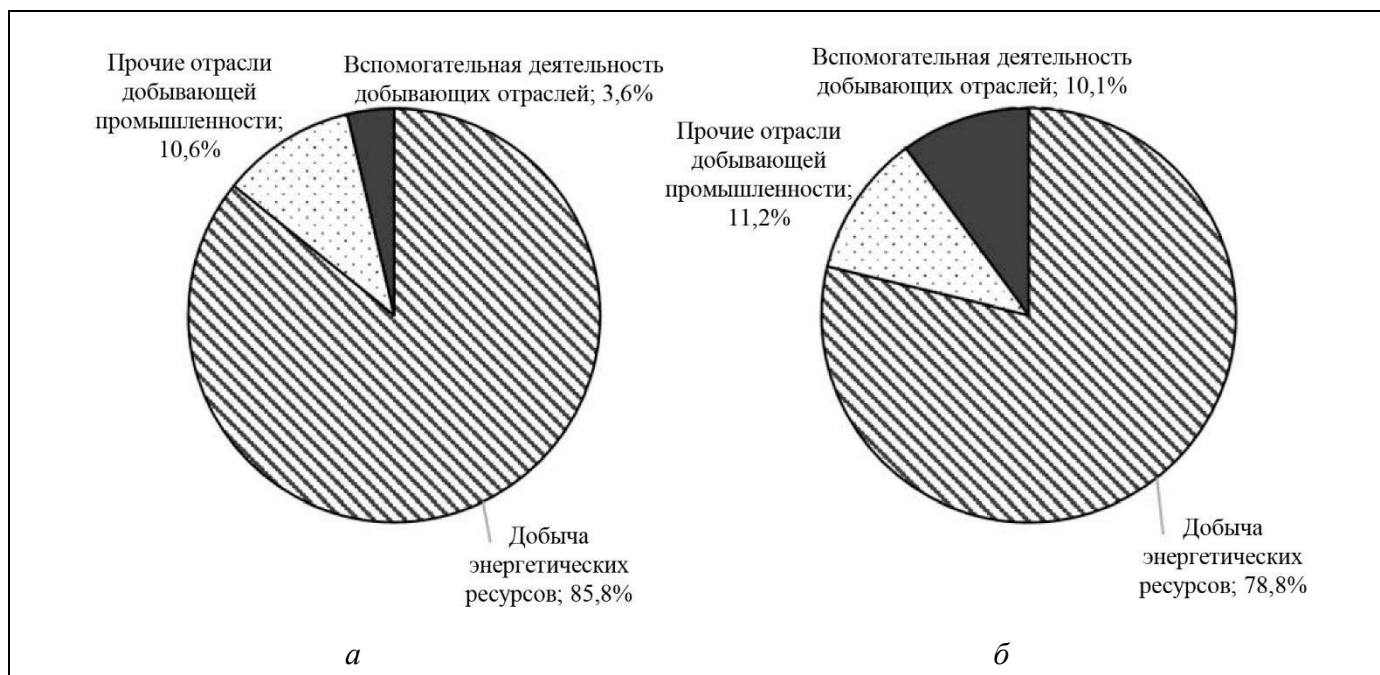 Прочие отрасли
добывающей
промышленности;
10,6%
Вспомогательная деятельность
добывающих отраслей; 3,6%
Добыча
энергетических
ресурсов; 85,8%
а
Вспомогательная деятельность
добывающих отраслей; 10,1%
Прочие отрасли
добывающей
промышленности;
11,2%
Добыча
энергетических
ресурсов; 78,8%
б